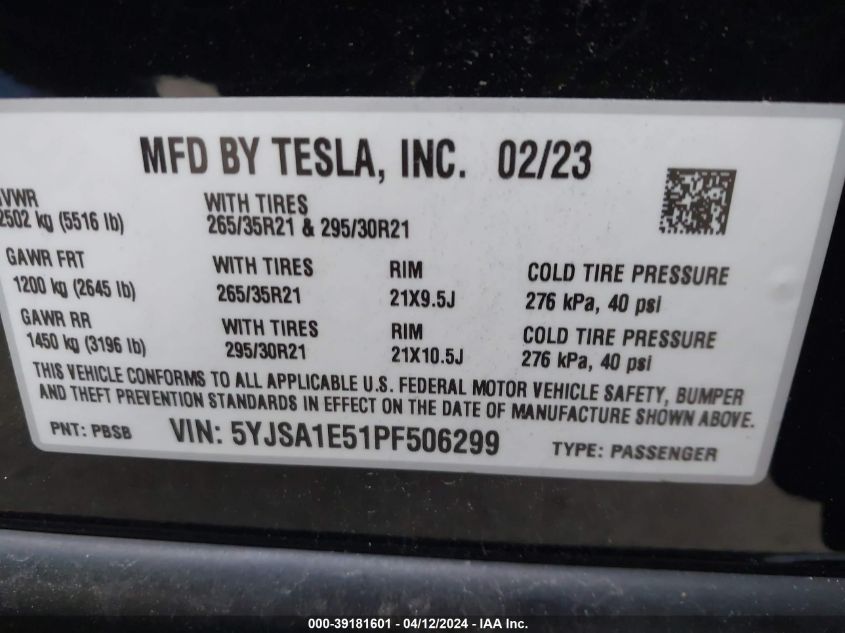 MFD BY TESLA, INC. 02/23
VWR WITH TIRES
2502 kg (5516 lb) 265/35R21 & 295/30R21
GAWR FRT WITH TIRES RIM COLD TIRE PRESSURE
1200 kg (2645 lb) 265/35R21 21X9.5J 276 kPa, 40 psi
GAWR RR WITH TIRES RIM COLD TIRE PRESSURE
1450 kg (3196 lb) 295/30R21 21X10.5J 276 kPa, 40 psi
THIS VEHICLE CONFORMS TO ALL APPLICABLE U.S. FEDERAL MOTOR VEHICLE SAFETY, BUMPER
AND THEFT PREVENTION STANDARDS IN EFFECT ON THE DATE OF MANUFACTURE SHOWN ABOVE.
PNT: PBSB VIN: 5YJSA1E51PF506299 TYPE: PASSENGER
000-39181601 - 04/12/2024 - IAA Inc.